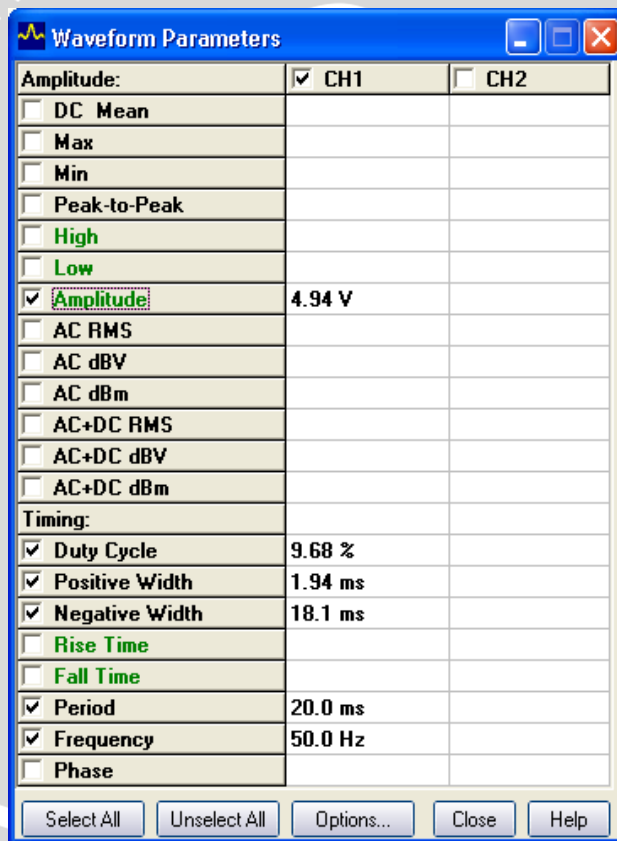 Waveform Parameters
Amplitude: CH1 CH2
DC Mean
Max
Min
Peak-to-Peak
High
Low
Amplitude 4.94 V
AC RMS
AC dBV
AC dBm
AC+DC RMS
AC+DC dBV
AC+DC dBm
Timing:
Duty Cycle 9.68 %
Positive Width 1.94 ms
Negative Width 18.1 ms
Rise Time
Fall Time
Period 20.0 ms
Frequency 50.0 Hz
Phase
Select All Unselect All Options... Close Help